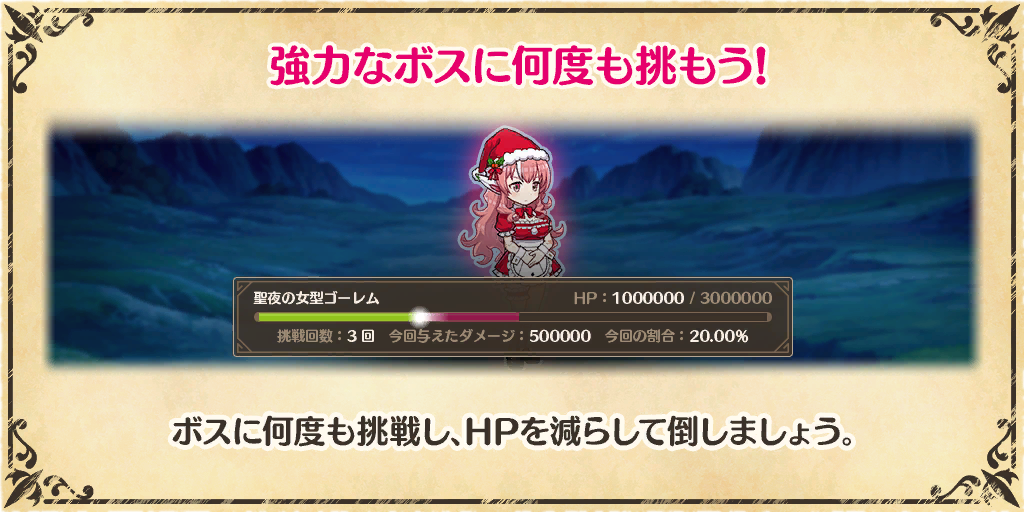 強力なボスに何度も挑もう!
聖夜の女型ゴーレム HP：1000000 / 3000000
挑戦回数：3 回 今回与えたダメージ：500000 今回の割合：20.00%
ボスに何度も挑戦し、HPを減らして倒しましょう。